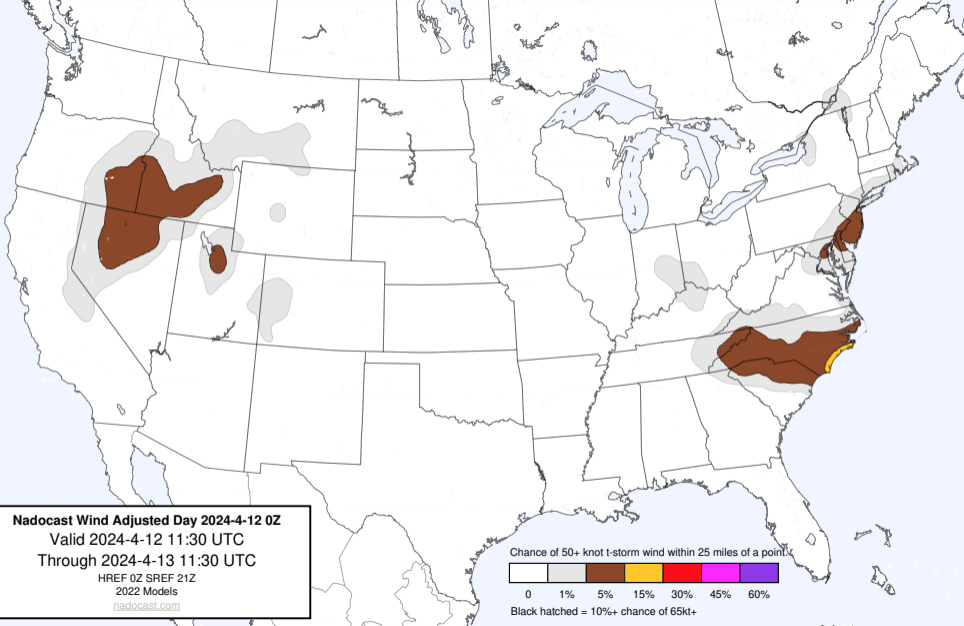 Nadocast Wind Adjusted Day 2024-4-12 0Z
Valid 2024-4-12 11:30 UTC
Through 2024-4-13 11:30 UTC
HREF 0Z SREF 21Z
2022 Models
nadocast.com
Chance of 50+ knot t-storm wind within 25 miles of a point.
0 1% 5% 15% 30% 45% 60%
Black hatched = 10%+ chance of 65kt+